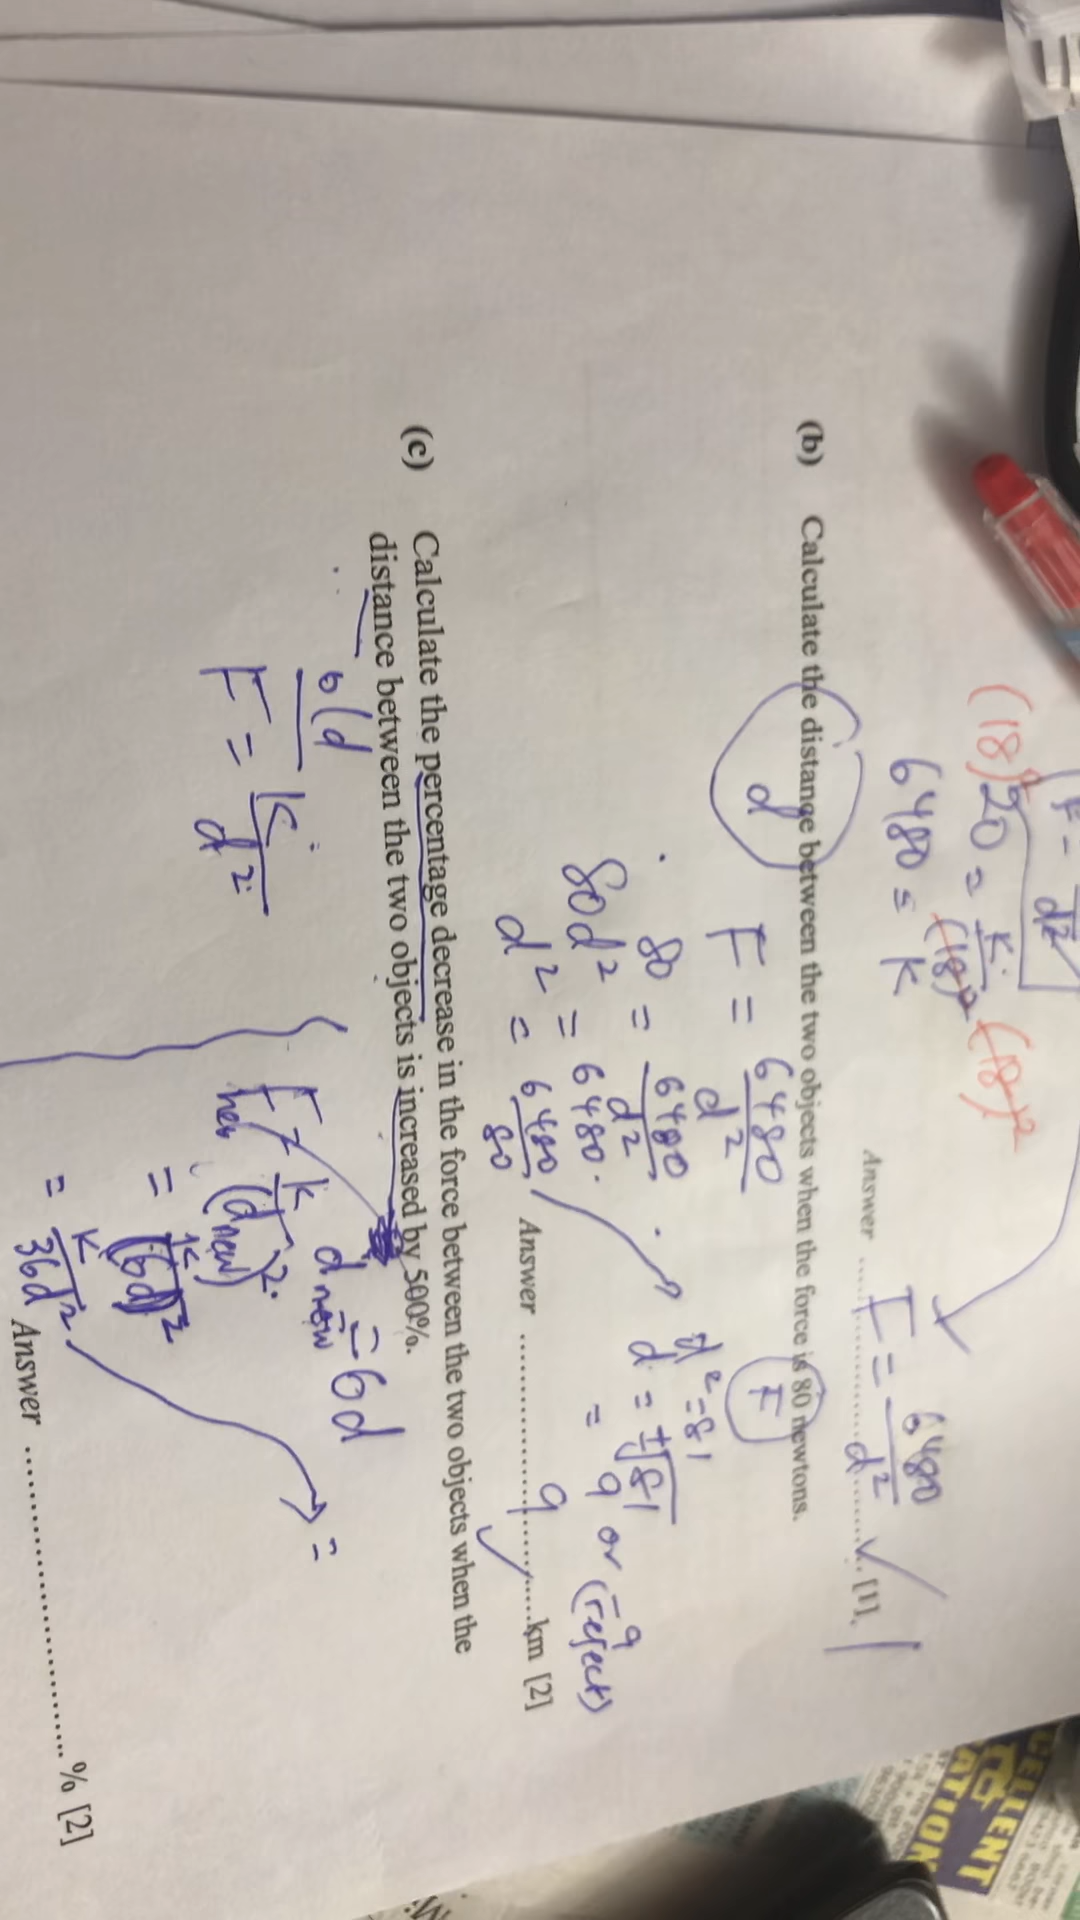 F = 
d²
(18)² 20 = k (18)²
(18)²
6480 = k
F = 6480
d²
Answer ........................ [1]
(b) Calculate the distance between the two objects when the force is 80 newtons.
d
F
F = 6480
d²
80 = 6480
d²
80d² = 6480
d² = 6480
80
d² = 81
d = ±√81
= 9 or -9
(reject)
Answer ........................ 9 ........ km [2]
(c) Calculate the percentage decrease in the force between the two objects when the
distance between the two objects is increased by 500%.
F = k
d²
d new = 6d
F new = k
(d new)²
= k
(6d)²
= k
36d²
=
Answer ........................ % [2]
CELLENT
ATION